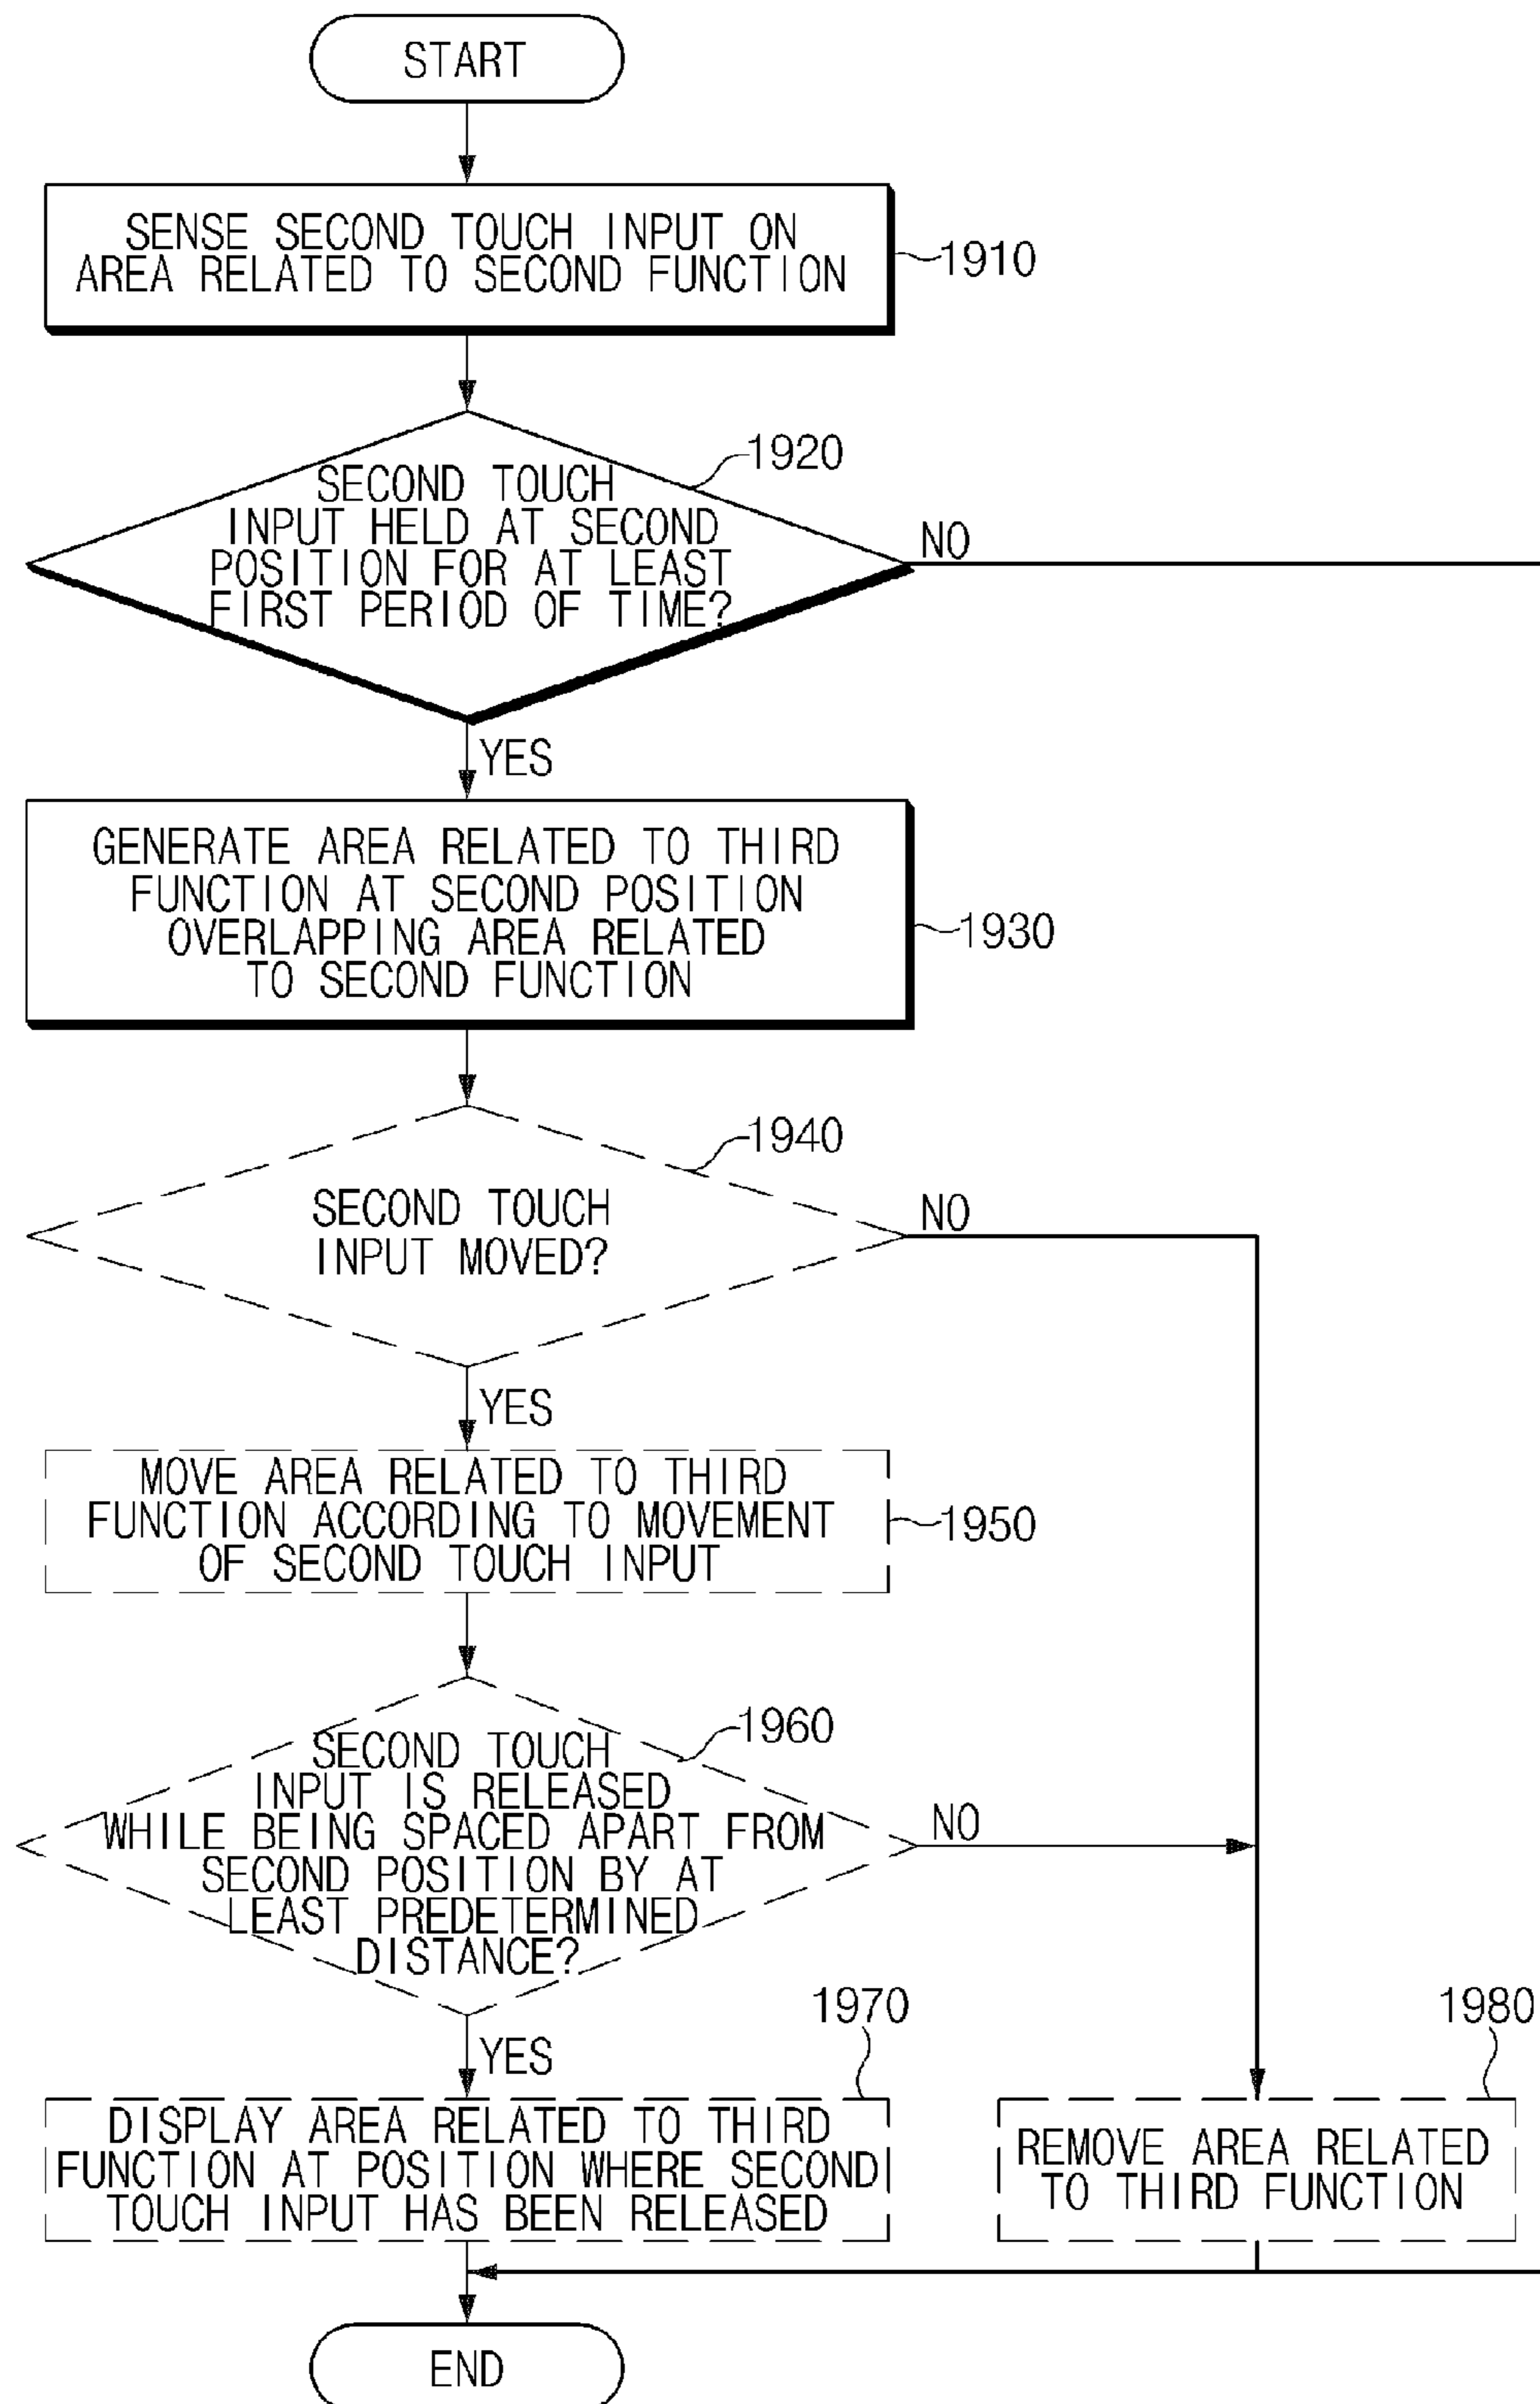 START
SENSE SECOND TOUCH INPUT ON
AREA RELATED TO SECOND FUNCTION
1910
1920
SECOND TOUCH
INPUT HELD AT SECOND
POSITION FOR AT LEAST
FIRST PERIOD OF TIME?
NO
YES
GENERATE AREA RELATED TO THIRD
FUNCTION AT SECOND POSITION
OVERLAPPING AREA RELATED
TO SECOND FUNCTION
1930
1940
SECOND TOUCH
INPUT MOVED?
NO
YES
MOVE AREA RELATED TO THIRD
FUNCTION ACCORDING TO MOVEMENT
OF SECOND TOUCH INPUT
1950
1960
SECOND TOUCH
INPUT IS RELEASED
WHILE BEING SPACED APART FROM
SECOND POSITION BY AT
LEAST PREDETERMINED
DISTANCE?
NO
YES
1970
DISPLAY AREA RELATED TO THIRD
FUNCTION AT POSITION WHERE SECOND
TOUCH INPUT HAS BEEN RELEASED
1980
REMOVE AREA RELATED
TO THIRD FUNCTION
END